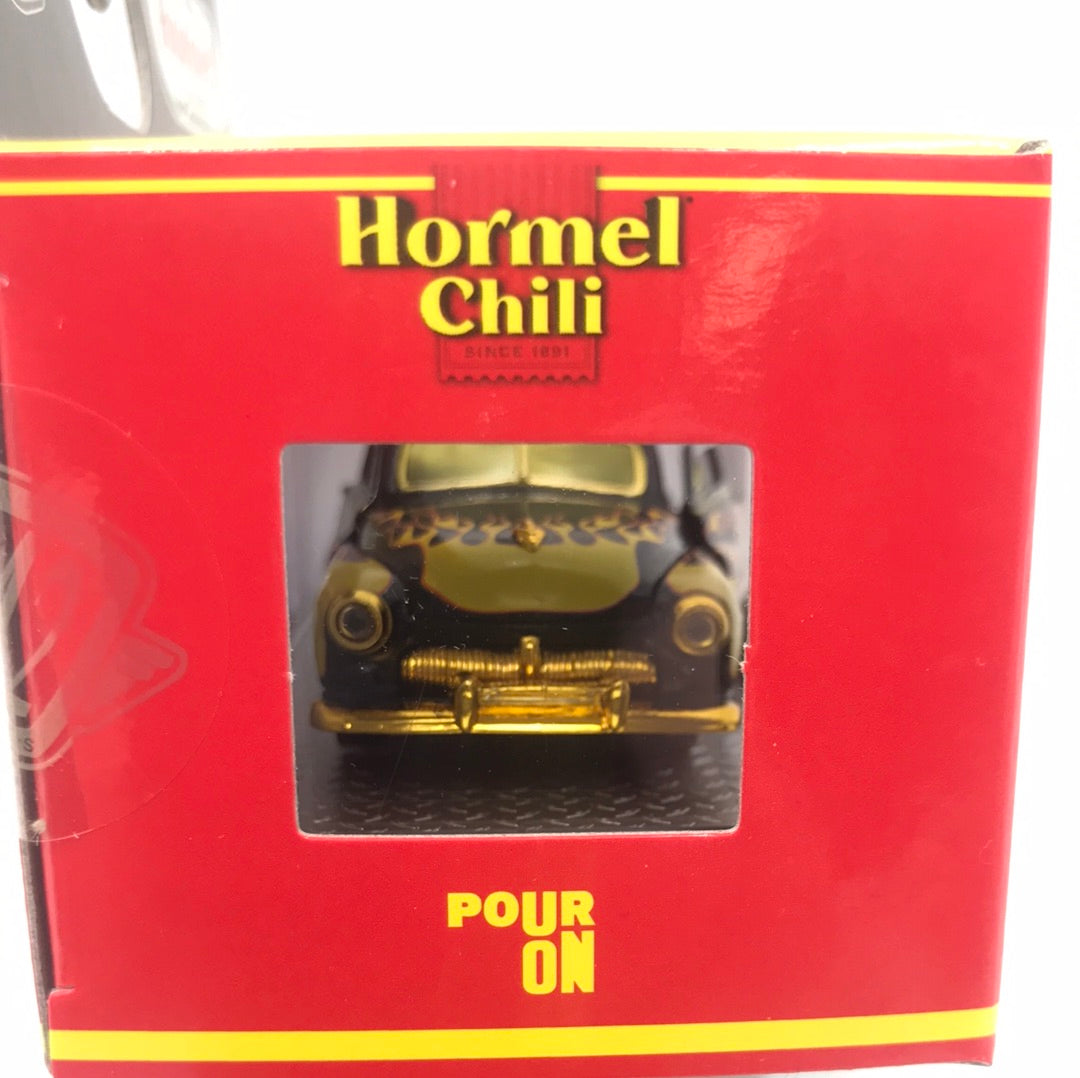 Hormel
Chili
SINCE 1891
POUR
ON